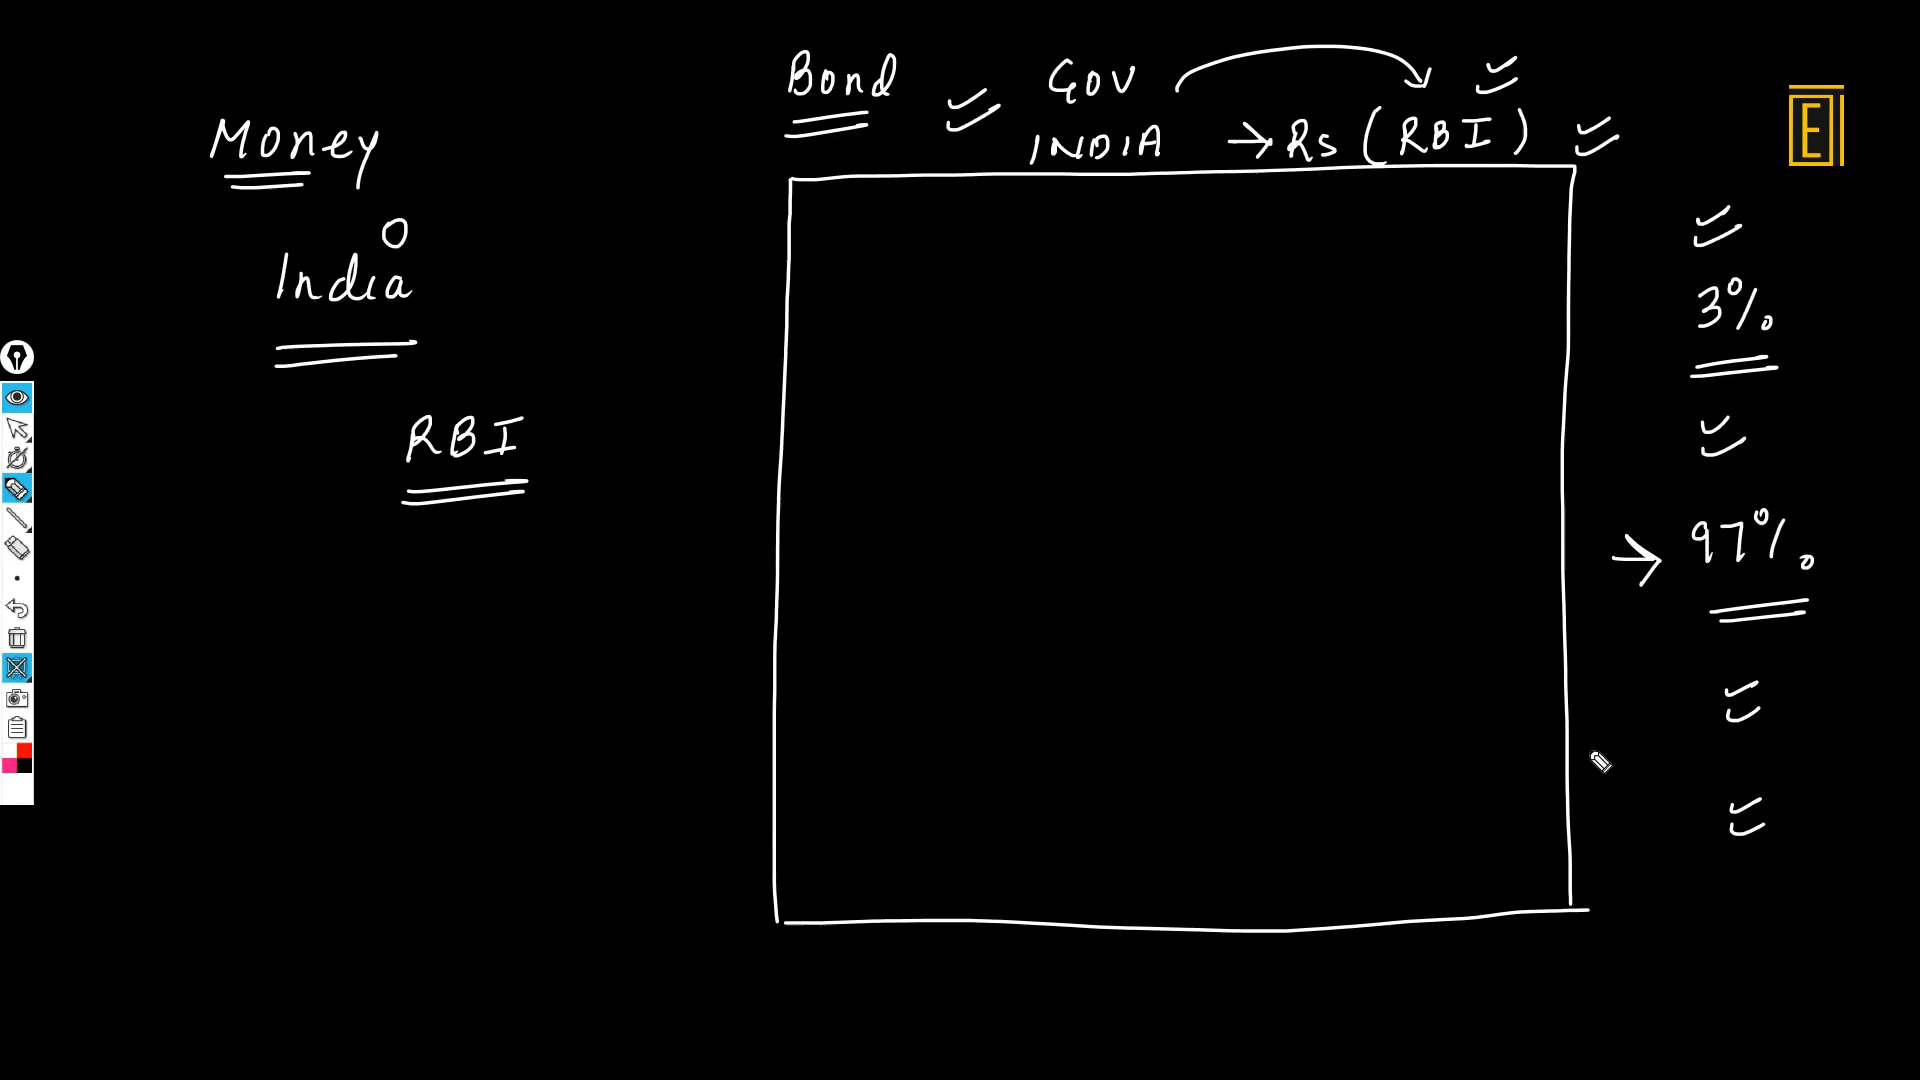 Money
India
RBI
Bond
GOV
INDIA → Rs (RBI)
3%
→ 97%
E